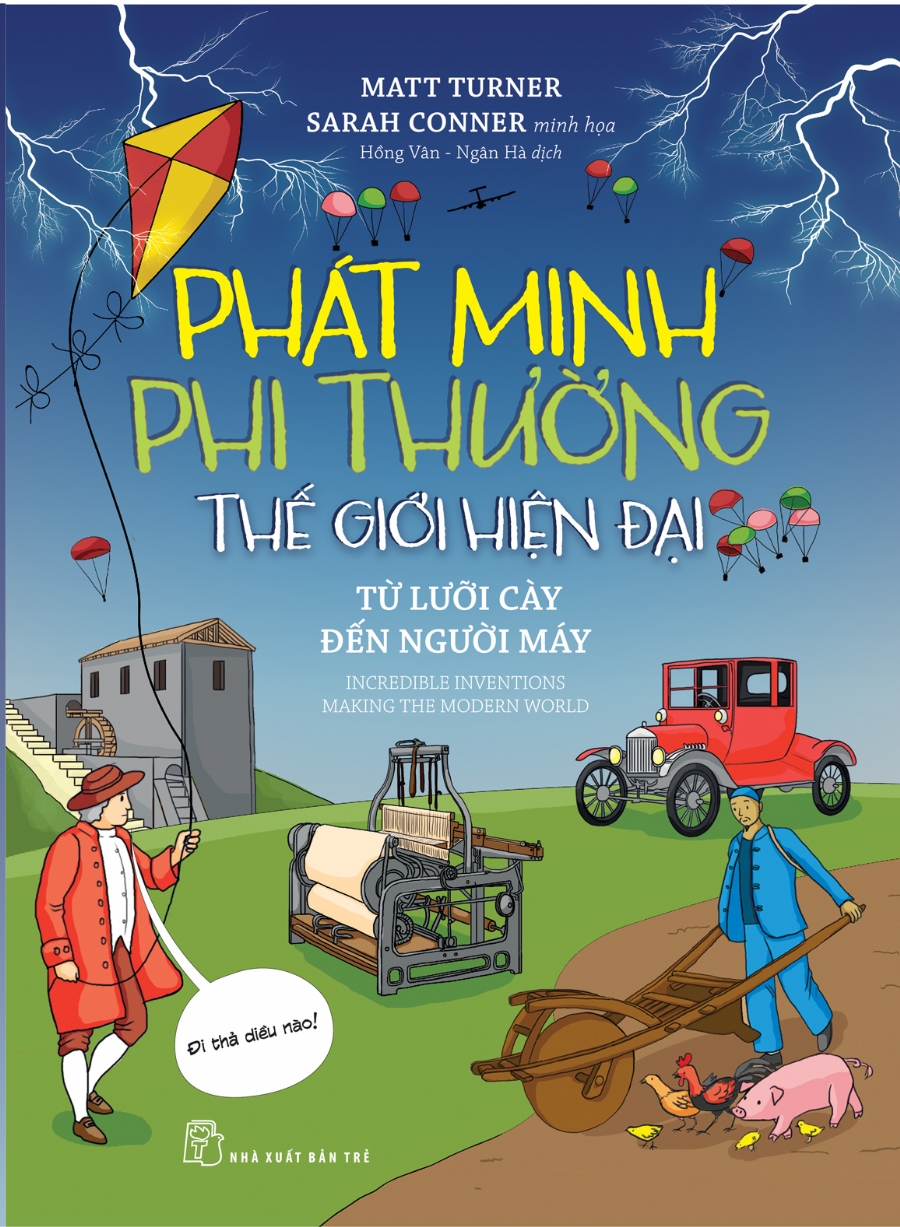 MATT TURNER
SARAH CONNER minh họa
Hồng Vân - Ngân Hà dịch
PHÁT MINH
PHI THƯỜNG
THẾ GIỚI HIỆN ĐẠI
TỪ LƯỠI CÀY
ĐẾN NGƯỜI MÁY
INCREDIBLE INVENTIONS
MAKING THE MODERN WORLD
Đi thả diều nào!
NHÀ XUẤT BẢN TRẺ